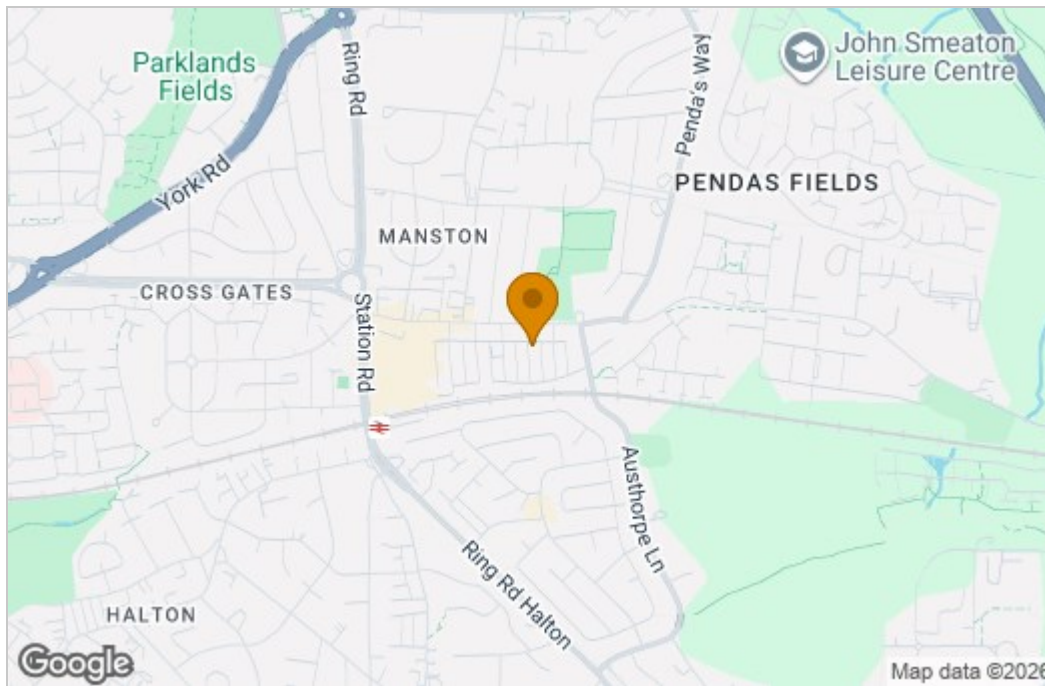 Parklands
Fields
Ring Rd
York Rd
Penda's Way
John Smeaton
Leisure Centre
PENDAS FIELDS
MANSTON
CROSS GATES
Station Rd
Austhorpe Ln
Ring Rd Halton
HALTON
Google
Map data ©2026